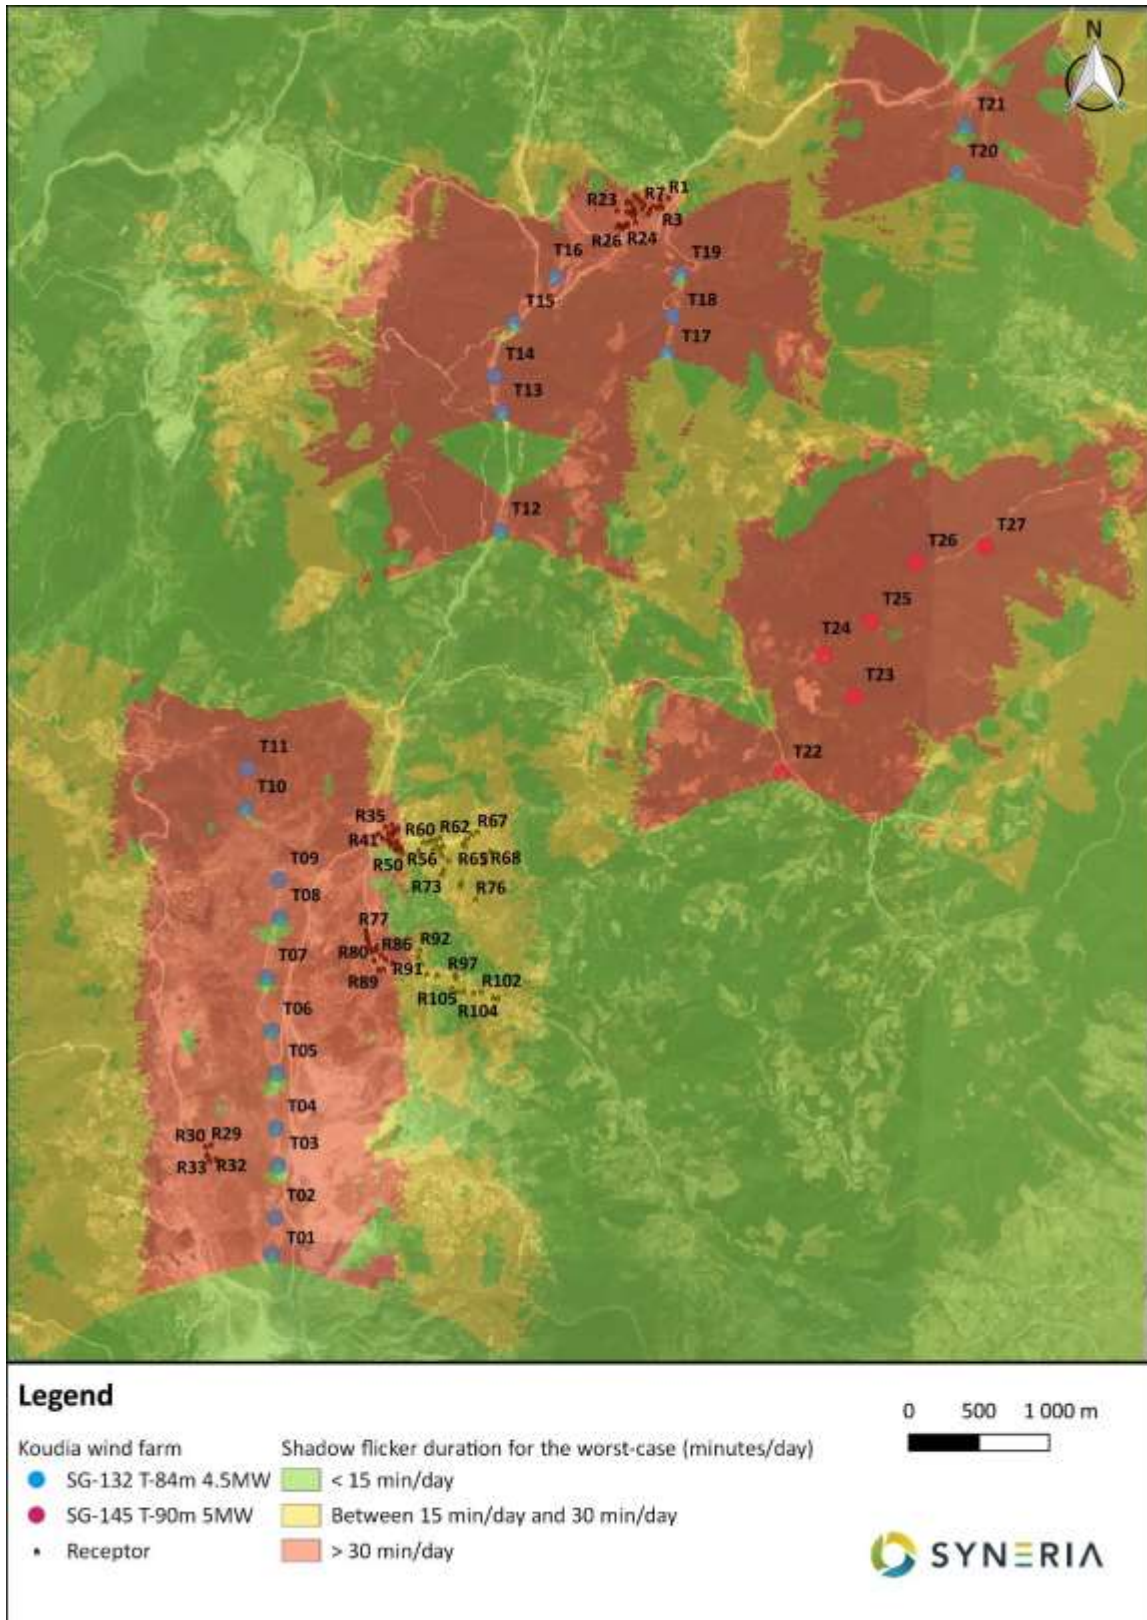 N
T21
T20
R1
R7
R23
R3
R24
R26
T16
T19
T15
T18
T14
T17
T13
T12
T27
T26
T25
T24
T23
T22
T11
T10
R35
R60 R62 R67
R41
R50 R56 R65 R68
T09
R73 R76
T08
R77
R80 R86 R92
T07
R89 R91 R97
R105 R102
R104
T06
T05
T04
R30 R29
T03
R33 R32
T02
T01
Legend
0 500 1 000 m
Koudia wind farm
Shadow flicker duration for the worst-case (minutes/day)
SG-132 T-84m 4.5MW
< 15 min/day
SG-145 T-90m 5MW
Between 15 min/day and 30 min/day
Receptor
> 30 min/day
SYNERIA